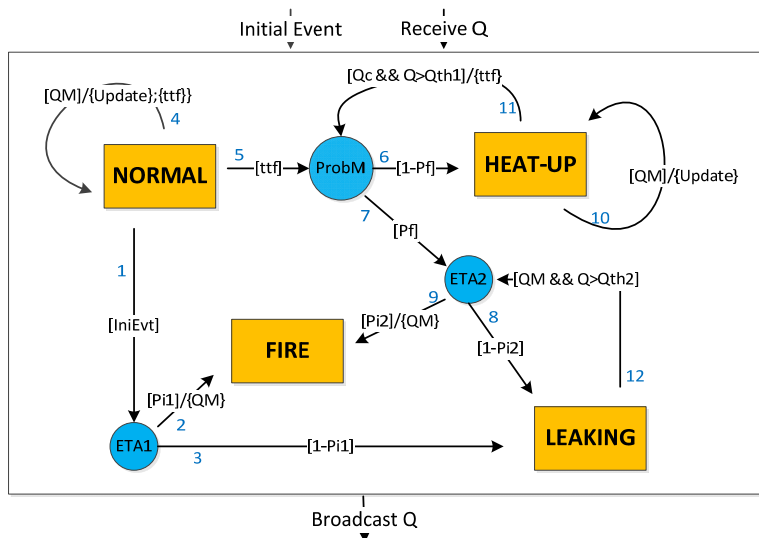 Initial Event
Receive Q
[Qc && Q>Qth1]/{ttf}
[QM]/{Update};{ttf}}
4
11
5
ProbM
6
NORMAL
[ttf]
[1-Pf]
HEAT-UP
[QM]/{Update}
7
10
[Pf]
1
ETA2
[QM && Q>Qth2]
9
8
[Pi2]/{QM}
[IniEvt]
FIRE
[1-Pi2]
12
[Pi1]/{QM}
2
ETA1
3
[1-Pi1]
LEAKING
Broadcast Q